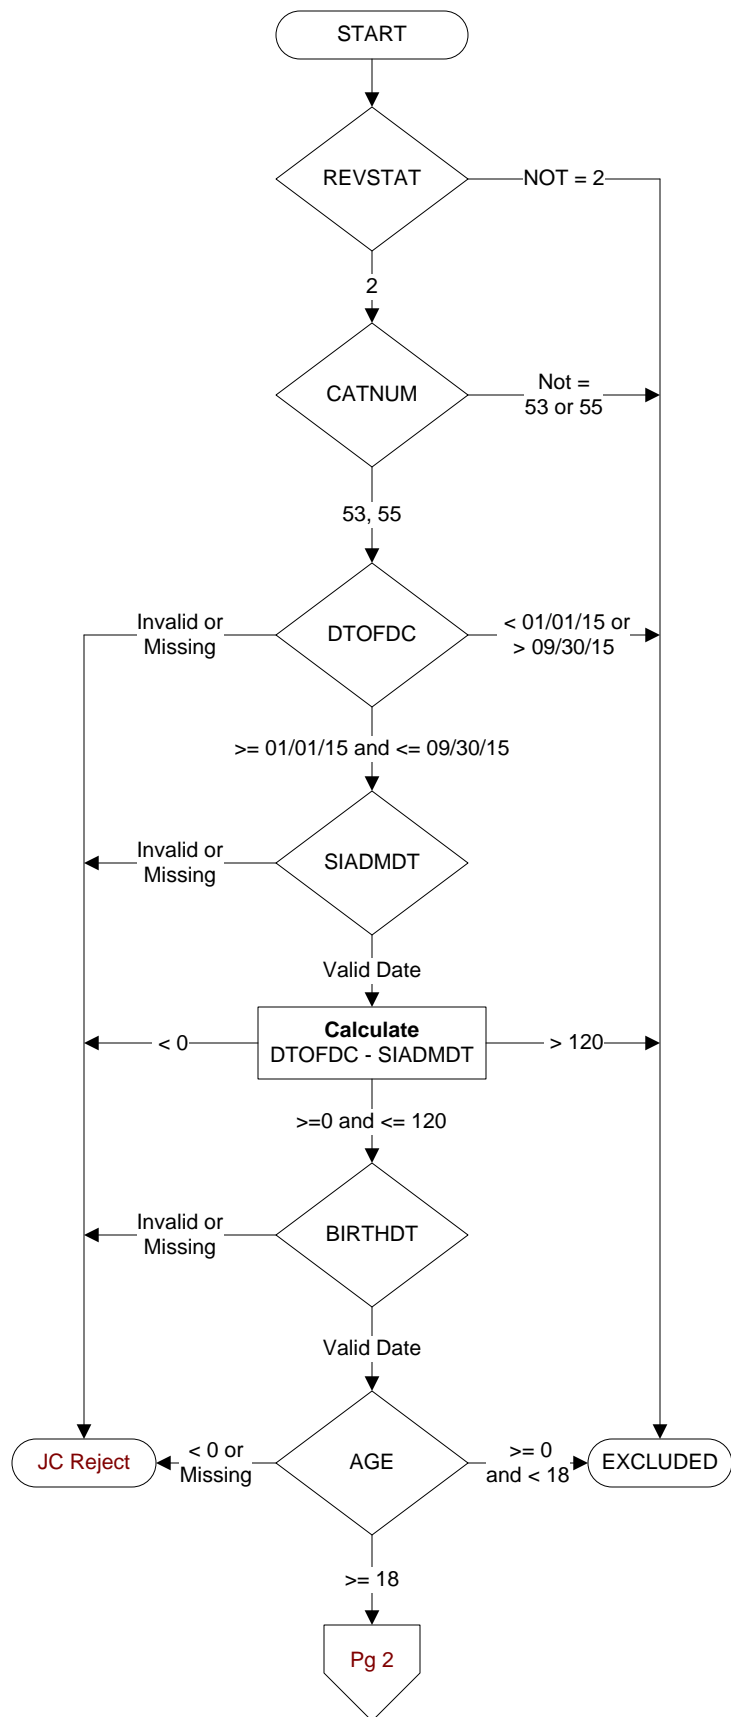 START
REVSTAT
NOT = 2
2
CATNUM
Not =
53 or 55
53, 55
Invalid or
Missing
DTOFDC
< 01/01/15 or
> 09/30/15
>= 01/01/15 and <= 09/30/15
Invalid or
Missing
SIADMDT
Valid Date
< 0
Calculate
DTOFDC - SIADMDT
> 120
>=0 and <= 120
Invalid or
Missing
BIRTHDT
Valid Date
JC Reject
< 0 or
Missing
AGE
>= 0
and < 18
EXCLUDED
>= 18
Pg 2